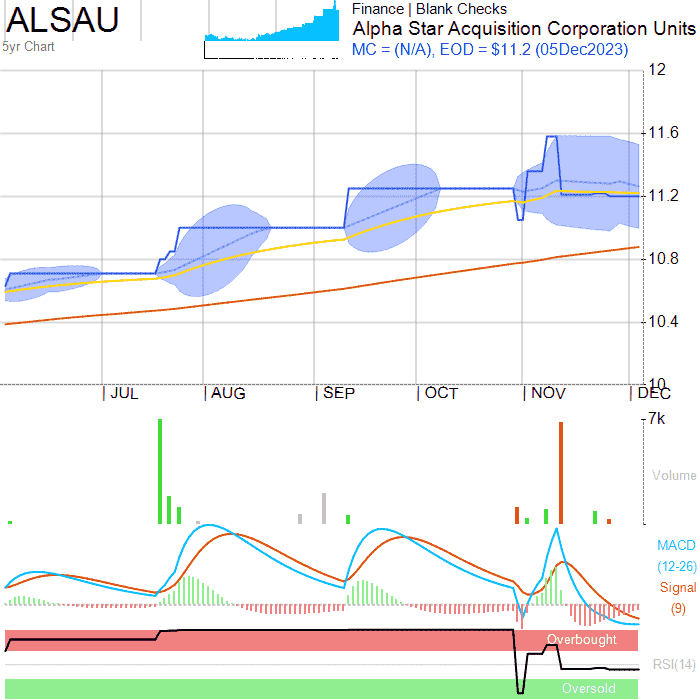 ALSAU
5yr Chart
Finance | Blank Checks
Alpha Star Acquisition Corporation Units
MC = (N/A), EOD = $11.2 (05Dec2023)
12
11.6
11.2
10.8
10.4
10
JUL AUG SEP OCT NOV DEC
7k
Volume
MACD
(12-26)
Signal
(9)
Overbought
RSI(14)
Oversold